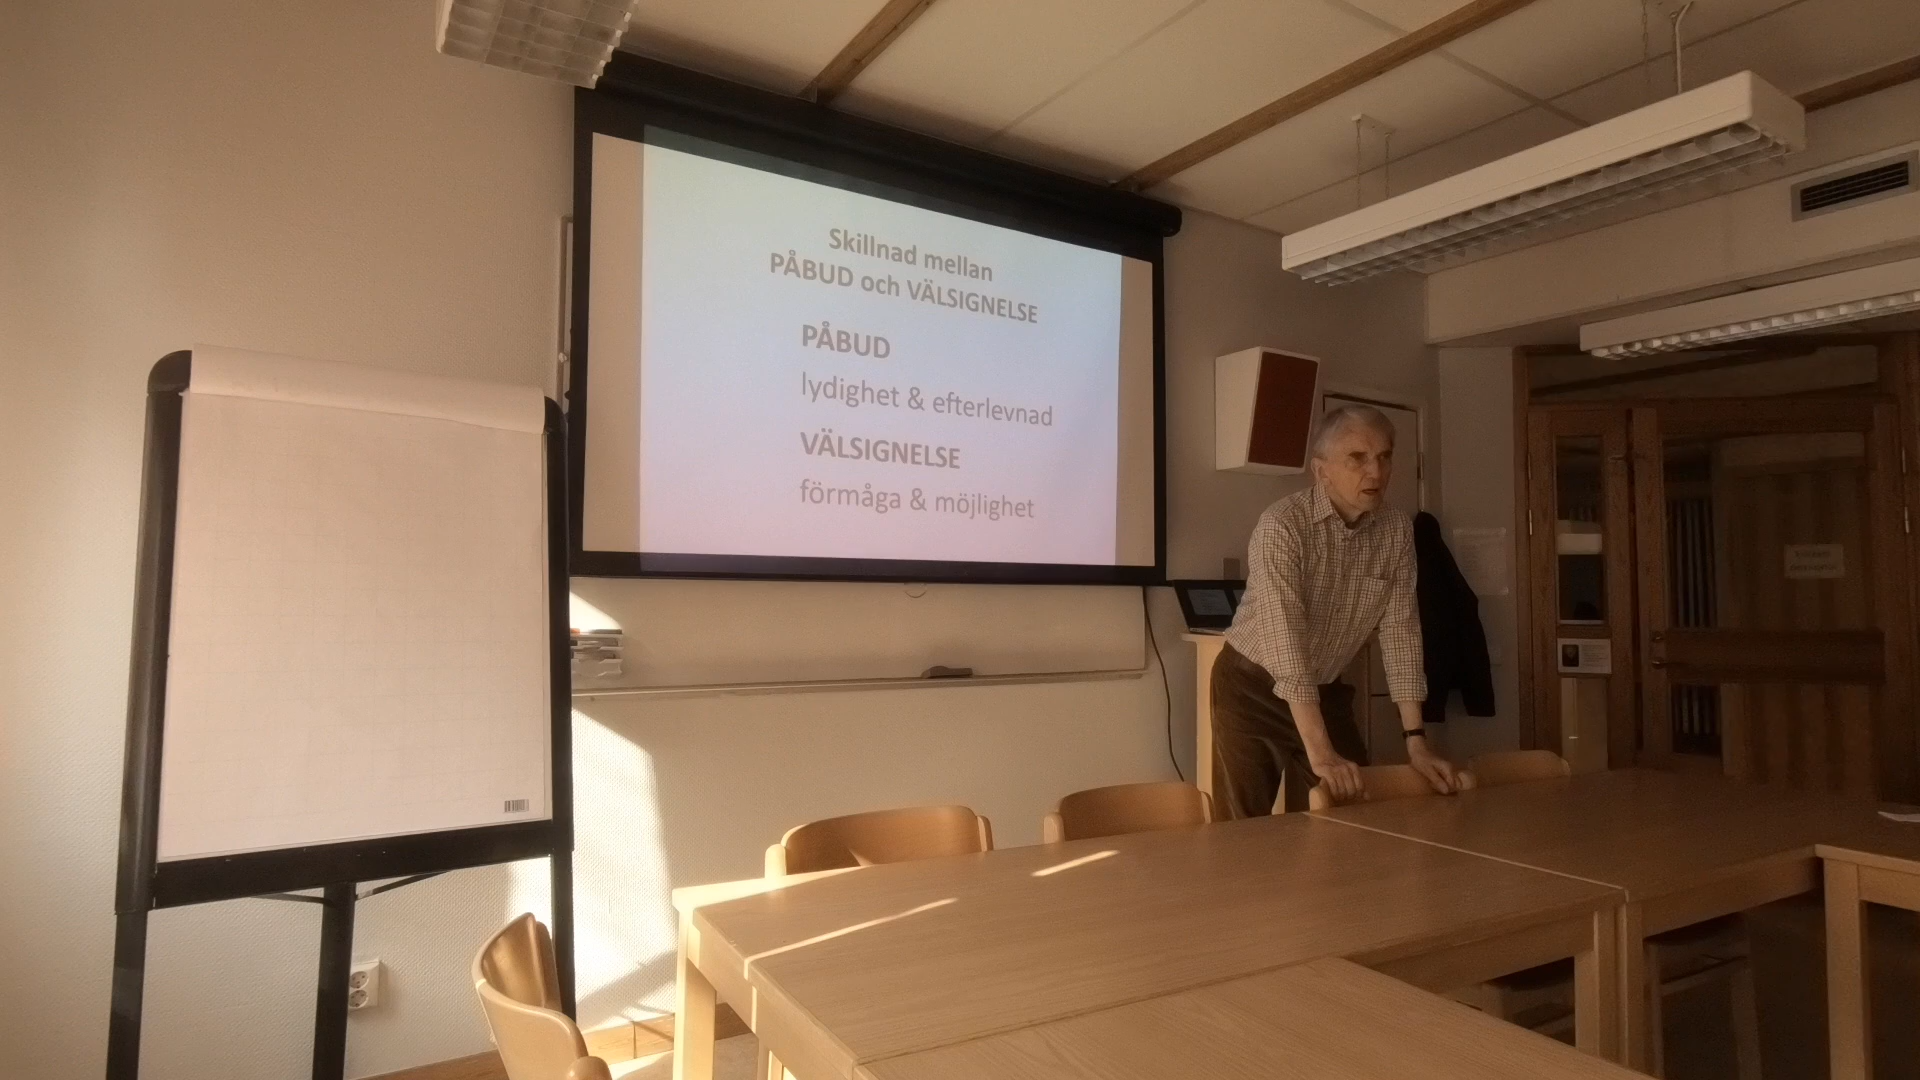 Skillnad mellan
PÅBUD och VÄLSIGNELSE
PÅBUD
lydighet & efterlevnad
VÄLSIGNELSE
förmåga & möjlighet